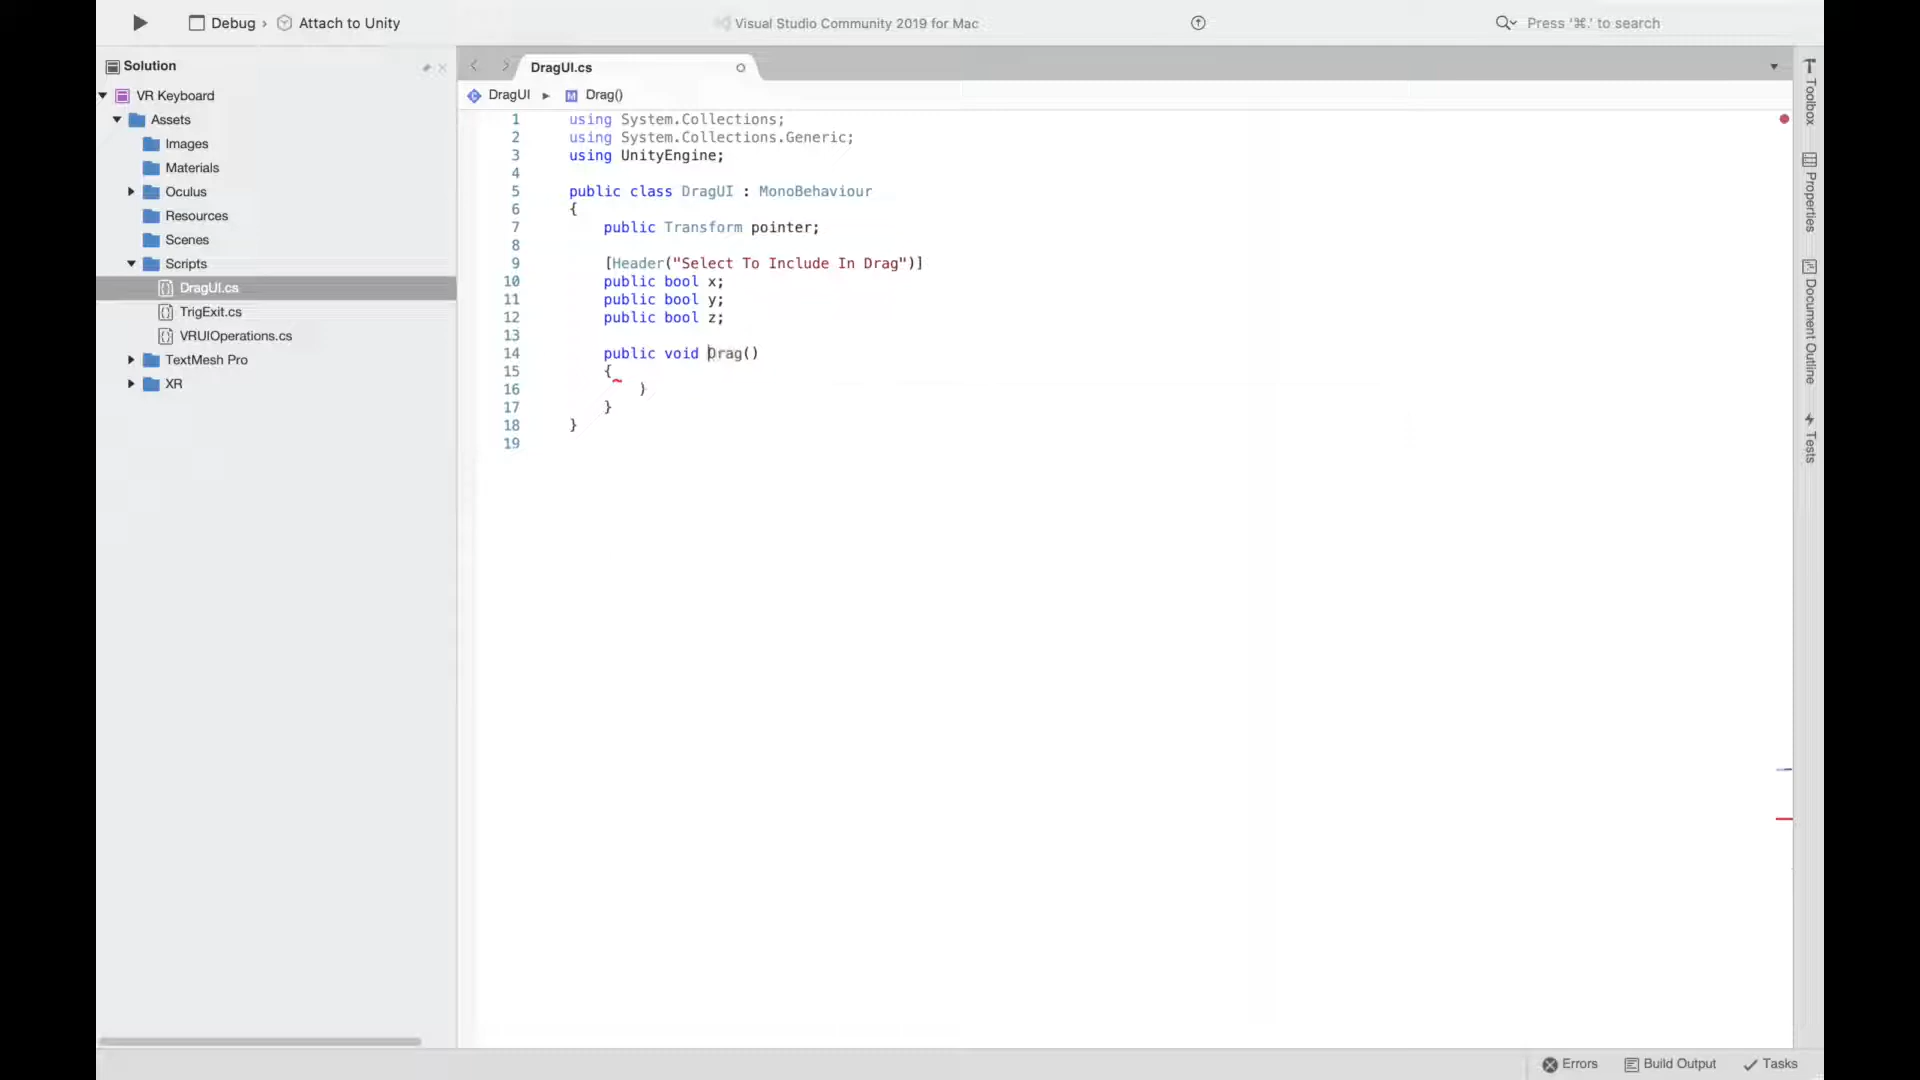 Debug › Attach to Unity
Visual Studio Community 2019 for Mac
Press '⌘.' to search
Solution
VR Keyboard
Assets
Images
Materials
Oculus
Resources
Scenes
Scripts
DragUI.cs
TrigExit.cs
VRUIOperations.cs
TextMesh Pro
XR
DragUI.cs
DragUI ▸ M Drag()
1 using System.Collections;
2 using System.Collections.Generic;
3 using UnityEngine;
4
5 public class DragUI : MonoBehaviour
6 {
7 public Transform pointer;
8
9 [Header("Select To Include In Drag")]
10 public bool x;
11 public bool y;
12 public bool z;
13
14 public void Drag()
15 {
16 )
17 }
18 }
19
Toolbox
Properties
Document Outline
Tests
Errors
Build Output
Tasks